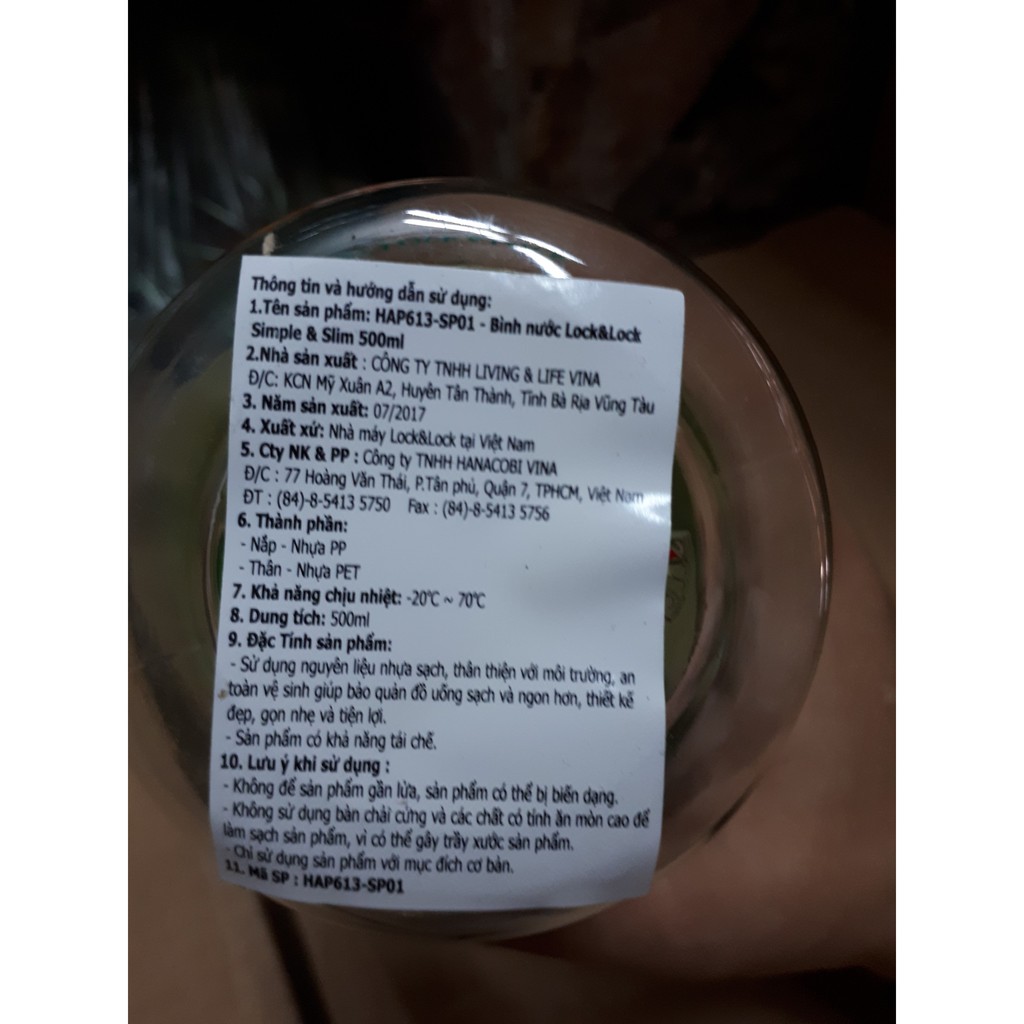 Thông tin và hướng dẫn sử dụng:
1.Tên sản phẩm: HAP613-SP01 - Bình nước Lock&Lock
Simple & Slim 500ml
2.Nhà sản xuất : CÔNG TY TNHH LIVING & LIFE VINA
Đ/C: KCN Mỹ Xuân A2, Huyện Tân Thành, Tỉnh Bà Rịa Vũng Tàu
3. Năm sản xuất: 07/2017
4. Xuất xứ: Nhà máy Lock&Lock tại Việt Nam
5. Cty NK & PP : Công ty TNHH HANACOBI VINA
Đ/C : 77 Hoàng Văn Thái, P.Tân phú, Quận 7, TPHCM, Việt Nam
ĐT : (84)-8-5413 5750 Fax : (84)-8-5413 5756
6. Thành phần:
- Nắp - Nhựa PP
- Thân - Nhựa PET
7. Khả năng chịu nhiệt: -20℃ ~ 70℃
8. Dung tích: 500ml
9. Đặc Tính sản phẩm:
- Sử dụng nguyên liệu nhựa sạch, thân thiện với môi trường, an
toàn vệ sinh giúp bảo quản đồ uống sạch và ngon hơn, thiết kế
đẹp, gọn nhẹ và tiện lợi.
- Sản phẩm có khả năng tái chế.
10. Lưu ý khi sử dụng :
- Không để sản phẩm gần lửa, sản phẩm có thể bị biến dạng.
- Không sử dụng bàn chải cứng và các chất có tính ăn mòn cao để
làm sạch sản phẩm, vì có thể gây trầy xước sản phẩm.
- Chỉ sử dụng sản phẩm với mục đích cơ bản.
11. Mã SP : HAP613-SP01